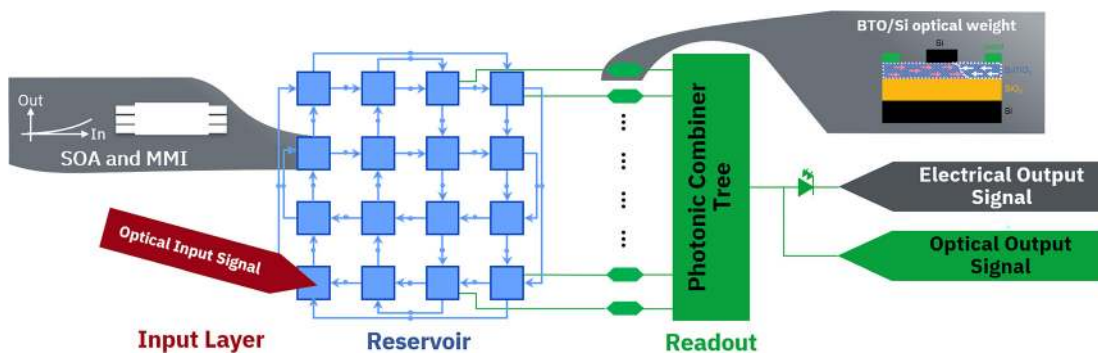 BTO/Si optical weight
Si
SiO₂
Si
Out
In
SOA and MMI
Optical Input Signal
Photonic Combiner
Tree
Electrical Output
Signal
Optical Output
Signal
Input Layer
Reservoir
Readout